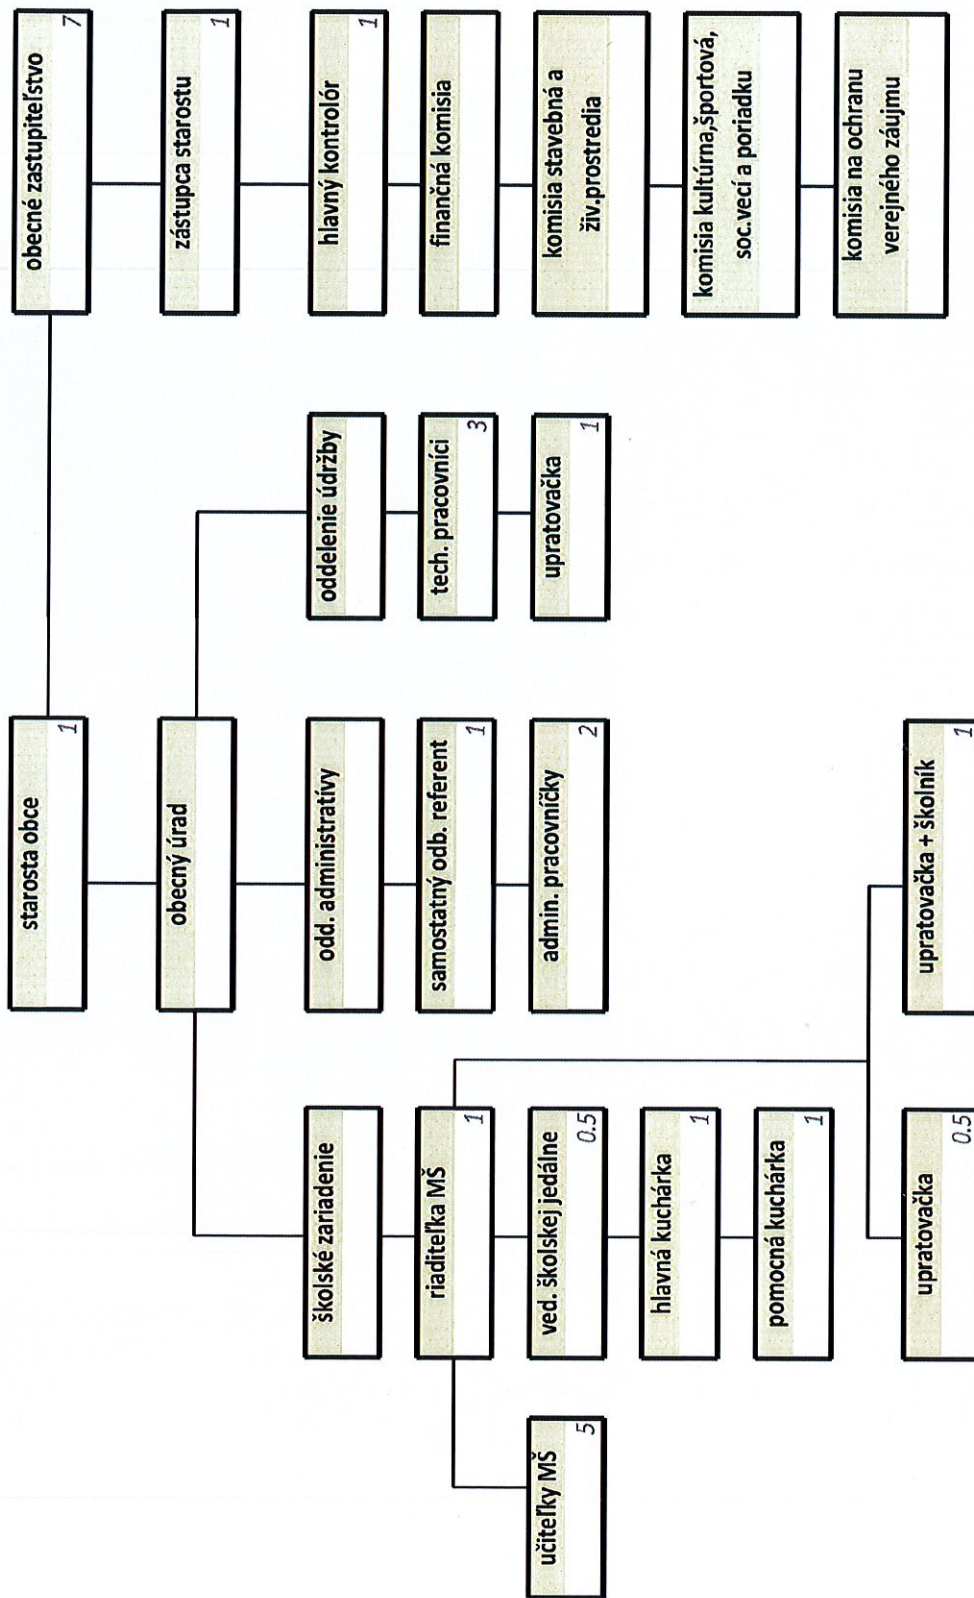 starosta obce
1
obecné zastupiteľstvo
7
obecný úrad
zástupca starostu
1
školské zariadenie
odd. administratívy
oddelenie údržby
hlavný kontrolór
1
riaditeľka MŠ
1
samostatný odb. referent
1
tech. pracovníci
3
finančná komisia
učiteľky MŠ
5
ved. školskej jedálne
0.5
admin. pracovníčky
2
upratovačka
1
komisia stavebná a
živ.prostredia
hlavná kuchárka
1
komisia kultúrna,športová,
soc.vecí a poriadku
pomocná kuchárka
1
komisia na ochranu
verejného záujmu
upratovačka
0.5
upratovačka + školník
1